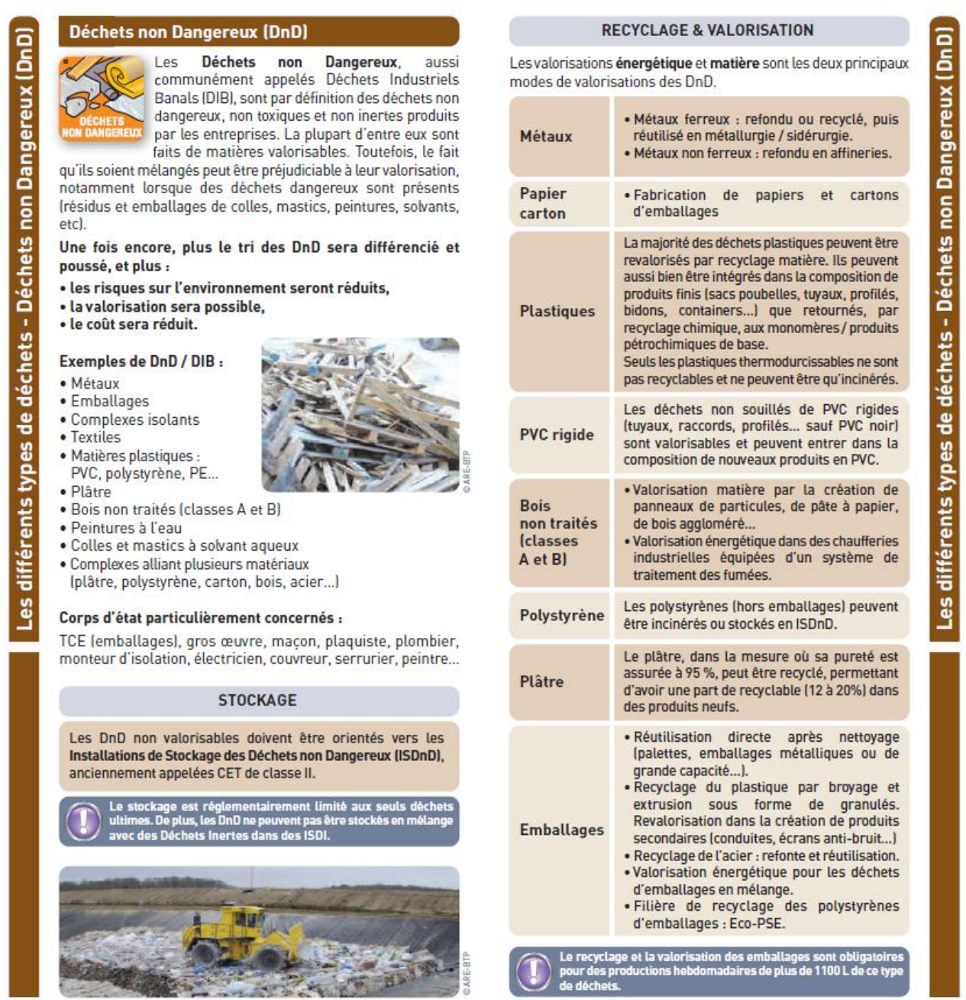 Les différents types de déchets - Déchets non Dangereux (DnD)
Déchets non Dangereux (DnD)
DÉCHETS
NON DANGEREUX
Les Déchets non Dangereux, aussi
communément appelés Déchets Industriels
Banals (DIB), sont par définition des déchets non
dangereux, non toxiques et non inertes produits
par les entreprises. La plupart d'entre eux sont
faits de matières valorisables. Toutefois, le fait
qu'ils soient mélangés peut être préjudiciable à leur valorisation,
notamment lorsque des déchets dangereux sont présents
(résidus et emballages de colles, mastics, peintures, solvants,
etc).
Une fois encore, plus le tri des DnD sera différencié et
poussé, et plus :
• les risques sur l'environnement seront réduits,
• la valorisation sera possible,
• le coût sera réduit.
Exemples de DnD / DIB :
• Métaux
• Emballages
• Complexes isolants
• Textiles
• Matières plastiques :
PVC, polystyrène, PE...
• Plâtre
• Bois non traités (classes A et B)
• Peintures à l'eau
• Colles et mastics à solvant aqueux
• Complexes alliant plusieurs matériaux
(plâtre, polystyrène, carton, bois, acier...)
© ARE-BTP
Corps d'état particulièrement concernés :
TCE (emballages), gros œuvre, maçon, plaquiste, plombier,
monteur d'isolation, électricien, couvreur, serrurier, peintre...
STOCKAGE
Les DnD non valorisables doivent être orientés vers les
Installations de Stockage des Déchets non Dangereux (ISDnD),
anciennement appelées CET de classe II.
Le stockage est réglementairement limité aux seuls déchets
ultimes. De plus, les DnD ne peuvent pas être stockés en mélange
avec des Déchets Inertes dans des ISDI.
© ARE-BTP
RECYCLAGE & VALORISATION
Les valorisations énergétique et matière sont les deux principaux
modes de valorisations des DnD.
Métaux
• Métaux ferreux : refondu ou recyclé, puis
réutilisé en métallurgie / sidérurgie.
• Métaux non ferreux : refondu en affineries.
Papier
carton
• Fabrication de papiers et cartons
d'emballages
Plastiques
La majorité des déchets plastiques peuvent être
revalorisés par recyclage matière. Ils peuvent
aussi bien être intégrés dans la composition de
produits finis (sacs poubelles, tuyaux, profilés,
bidons, containers...) que retournés, par
recyclage chimique, aux monomères / produits
pétrochimiques de base.
Seuls les plastiques thermodurcissables ne sont
pas recyclables et ne peuvent être qu'incinérés.
PVC rigide
Les déchets non souillés de PVC rigides
(tuyaux, raccords, profilés... sauf PVC noir)
sont valorisables et peuvent entrer dans la
composition de nouveaux produits en PVC.
Bois
non traités
(classes
A et B)
• Valorisation matière par la création de
panneaux de particules, de pâte à papier,
de bois aggloméré...
• Valorisation énergétique dans des chaufferies
industrielles équipées d'un système de
traitement des fumées.
Polystyrène
Les polystyrènes (hors emballages) peuvent
être incinérés ou stockés en ISDnD.
Plâtre
Le plâtre, dans la mesure où sa pureté est
assurée à 95 %, peut être recyclé, permettant
d'avoir une part de recyclable (12 à 20%) dans
des produits neufs.
Emballages
• Réutilisation directe après nettoyage
(palettes, emballages métalliques ou de
grande capacité...).
• Recyclage du plastique par broyage et
extrusion sous forme de granulés.
Revalorisation dans la création de produits
secondaires (conduites, écrans anti-bruit...)
• Recyclage de l'acier : refonte et réutilisation.
• Valorisation énergétique pour les déchets
d'emballages en mélange.
• Filière de recyclage des polystyrènes
d'emballages : Eco-PSE.
Le recyclage et la valorisation des emballages sont obligatoires
pour des productions hebdomadaires de plus de 1100 L de ce type
de déchets.
Les différents types de déchets - Déchets non Dangereux (DnD)